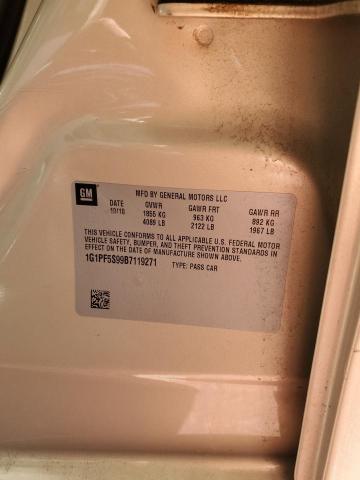 GM
MFD BY GENERAL MOTORS LLC
DATE GVWR GAWR FRT GAWR RR
10/10 1855 KG 963 KG 892 KG
4089 LB 2122 LB 1967 LB
THIS VEHICLE CONFORMS TO ALL APPLICABLE U.S. FEDERAL MOTOR
VEHICLE SAFETY, BUMPER, AND THEFT PREVENTION STANDARDS IN
EFFECT ON THE DATE OF MANUFACTURE SHOWN ABOVE.
1G1PF5S99B7119271 TYPE: PASS CAR